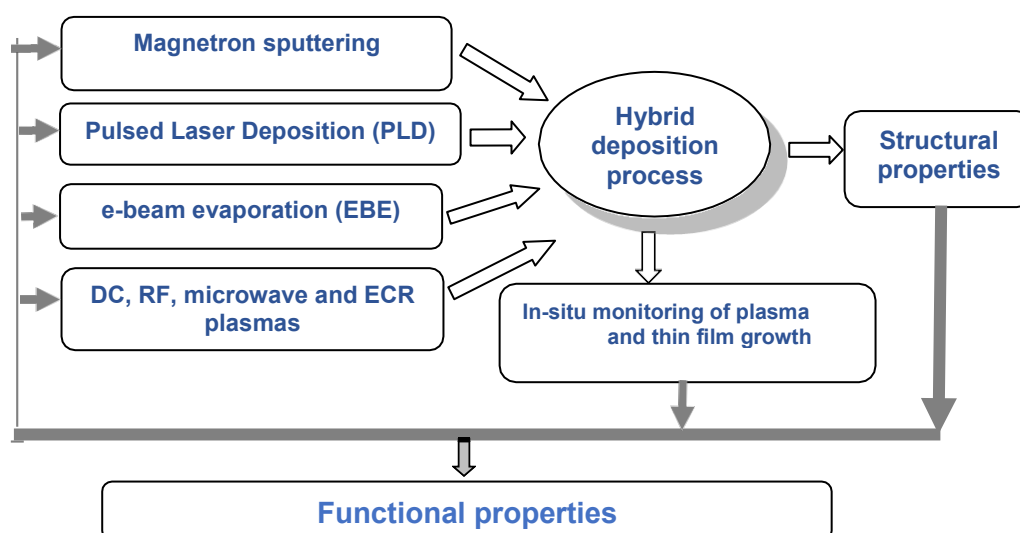 Magnetron sputtering
Pulsed Laser Deposition (PLD)
e-beam evaporation (EBE)
DC, RF, microwave and ECR
plasmas
Hybrid
deposition
process
Structural
properties
In-situ monitoring of plasma
and thin film growth
Functional properties